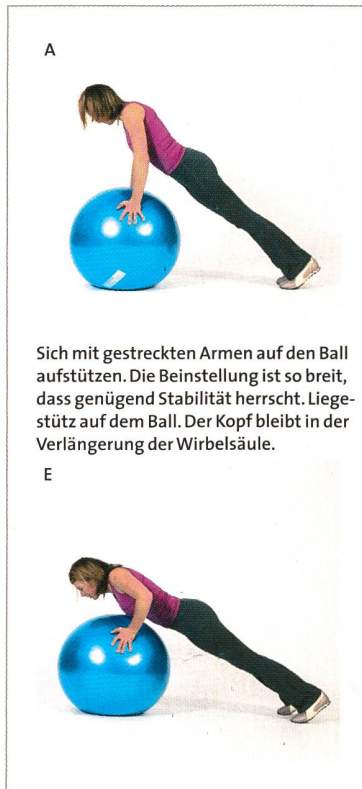 A
Sich mit gestreckten Armen auf den Ball
aufstützen. Die Beinstellung ist so breit,
dass genügend Stabilität herrscht. Liege-
stütz auf dem Ball. Der Kopf bleibt in der
Verlängerung der Wirbelsäule.
E